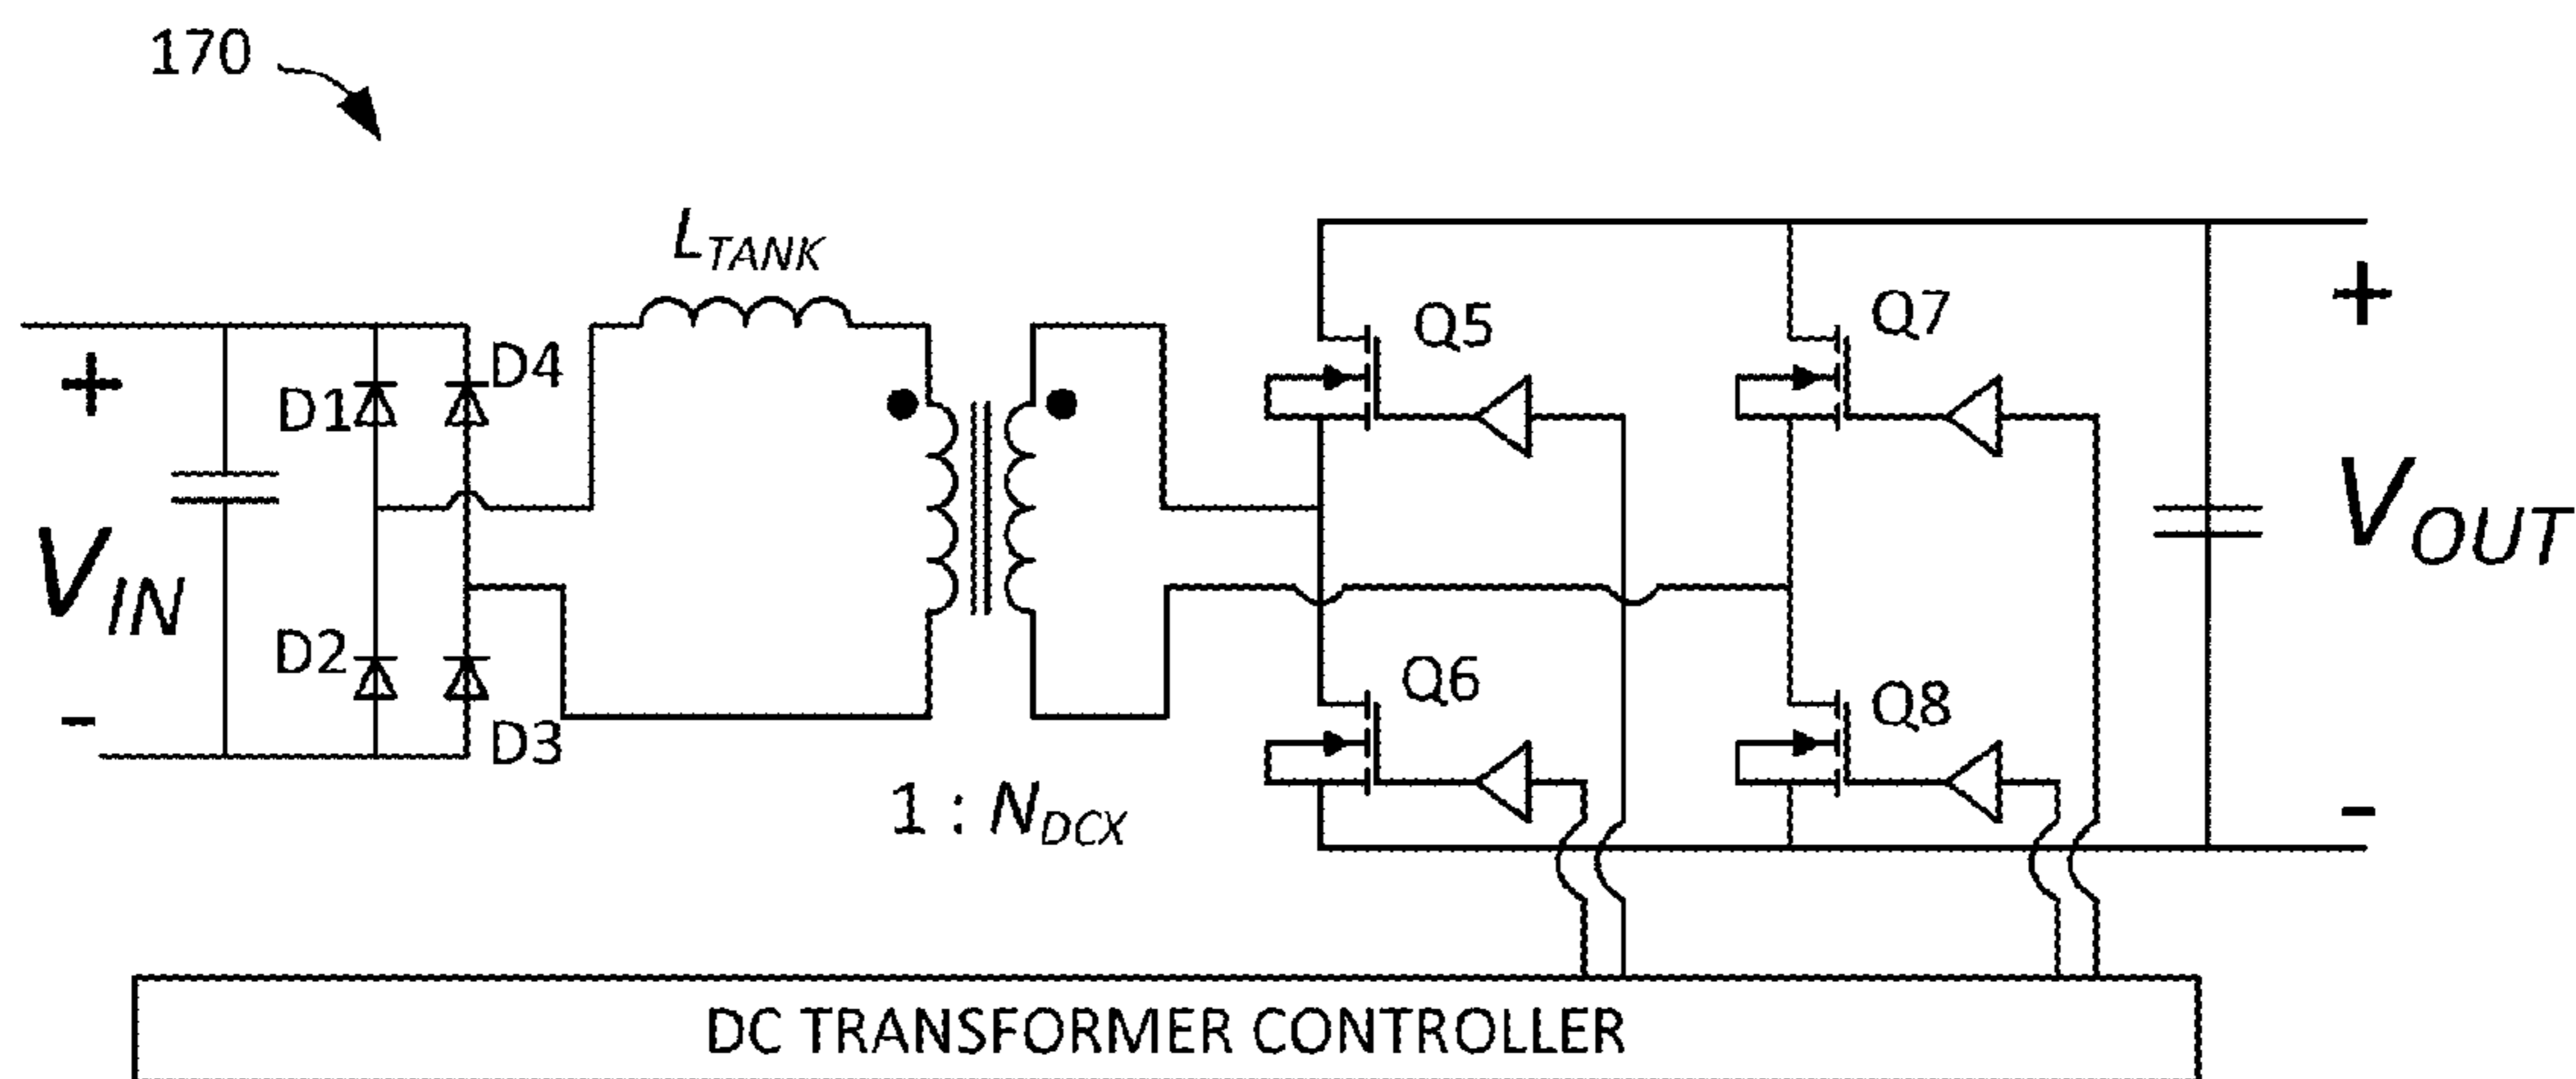 170
L_TANK
D1
D4
Q5
Q7
+
+
V_IN
V_OUT
D2
D3
Q6
Q8
-
-
1 : N_DCX
DC TRANSFORMER CONTROLLER